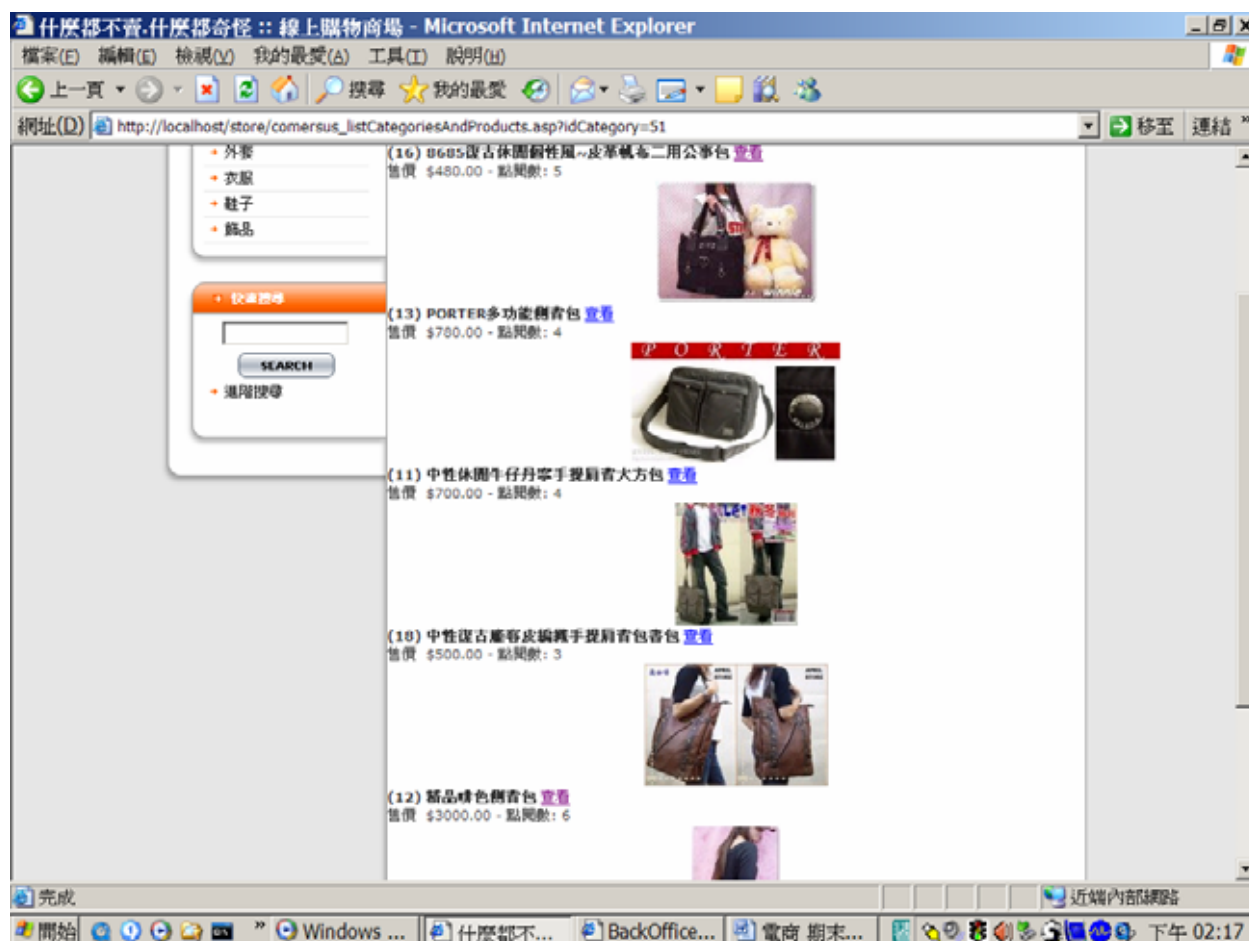 什麼都不賣.什麼都奇怪 :: 線上購物商場 - Microsoft Internet Explorer
檔案(F) 編輯(E) 檢視(V) 我的最愛(A) 工具(T) 說明(H)
上一頁 搜尋 我的最愛
網址(D) http://localhost/store/comersus_listCategoriesAndProducts.asp?idCategory=51 移至 連結 »
外套
衣服
鞋子
飾品
快速搜尋
SEARCH
進階搜尋
(16) 8685復古休閒個性風~皮革帆布二用公事包 查看
售價 $480.00 - 點閱數: 5
(13) PORTER多功能側背包 查看
售價 $780.00 - 點閱數: 4
PORTER
(11) 中性休閒牛仔丹寧手提肩背大方包 查看
售價 $700.00 - 點閱數: 4
秋冬
(18) 中性復古瘋客皮編織手提肩背包書包 查看
售價 $500.00 - 點閱數: 3
(12) 精品啡色側背包 查看
售價 $3000.00 - 點閱數: 6
完成 近端內部網路
開始 » Windows ... 什麼都不... BackOffice... 電商 期末... 下午 02:17